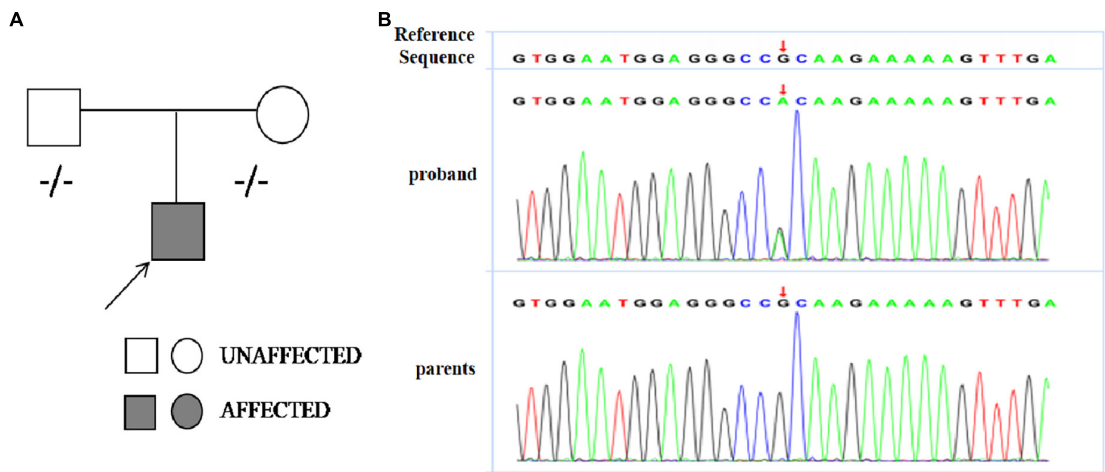 A
B
-/-
-/-
UNAFFECTED
AFFECTED
Reference
Sequence
GTGGAATGGAGGGCCGCAAGAAAAAGTTTGA
proband
GTGGAATGGAGGGCCACAAGAAAAAGTTTGA
parents
GTGGAATGGAGGGCCGCAAGAAAAAGTTTGA